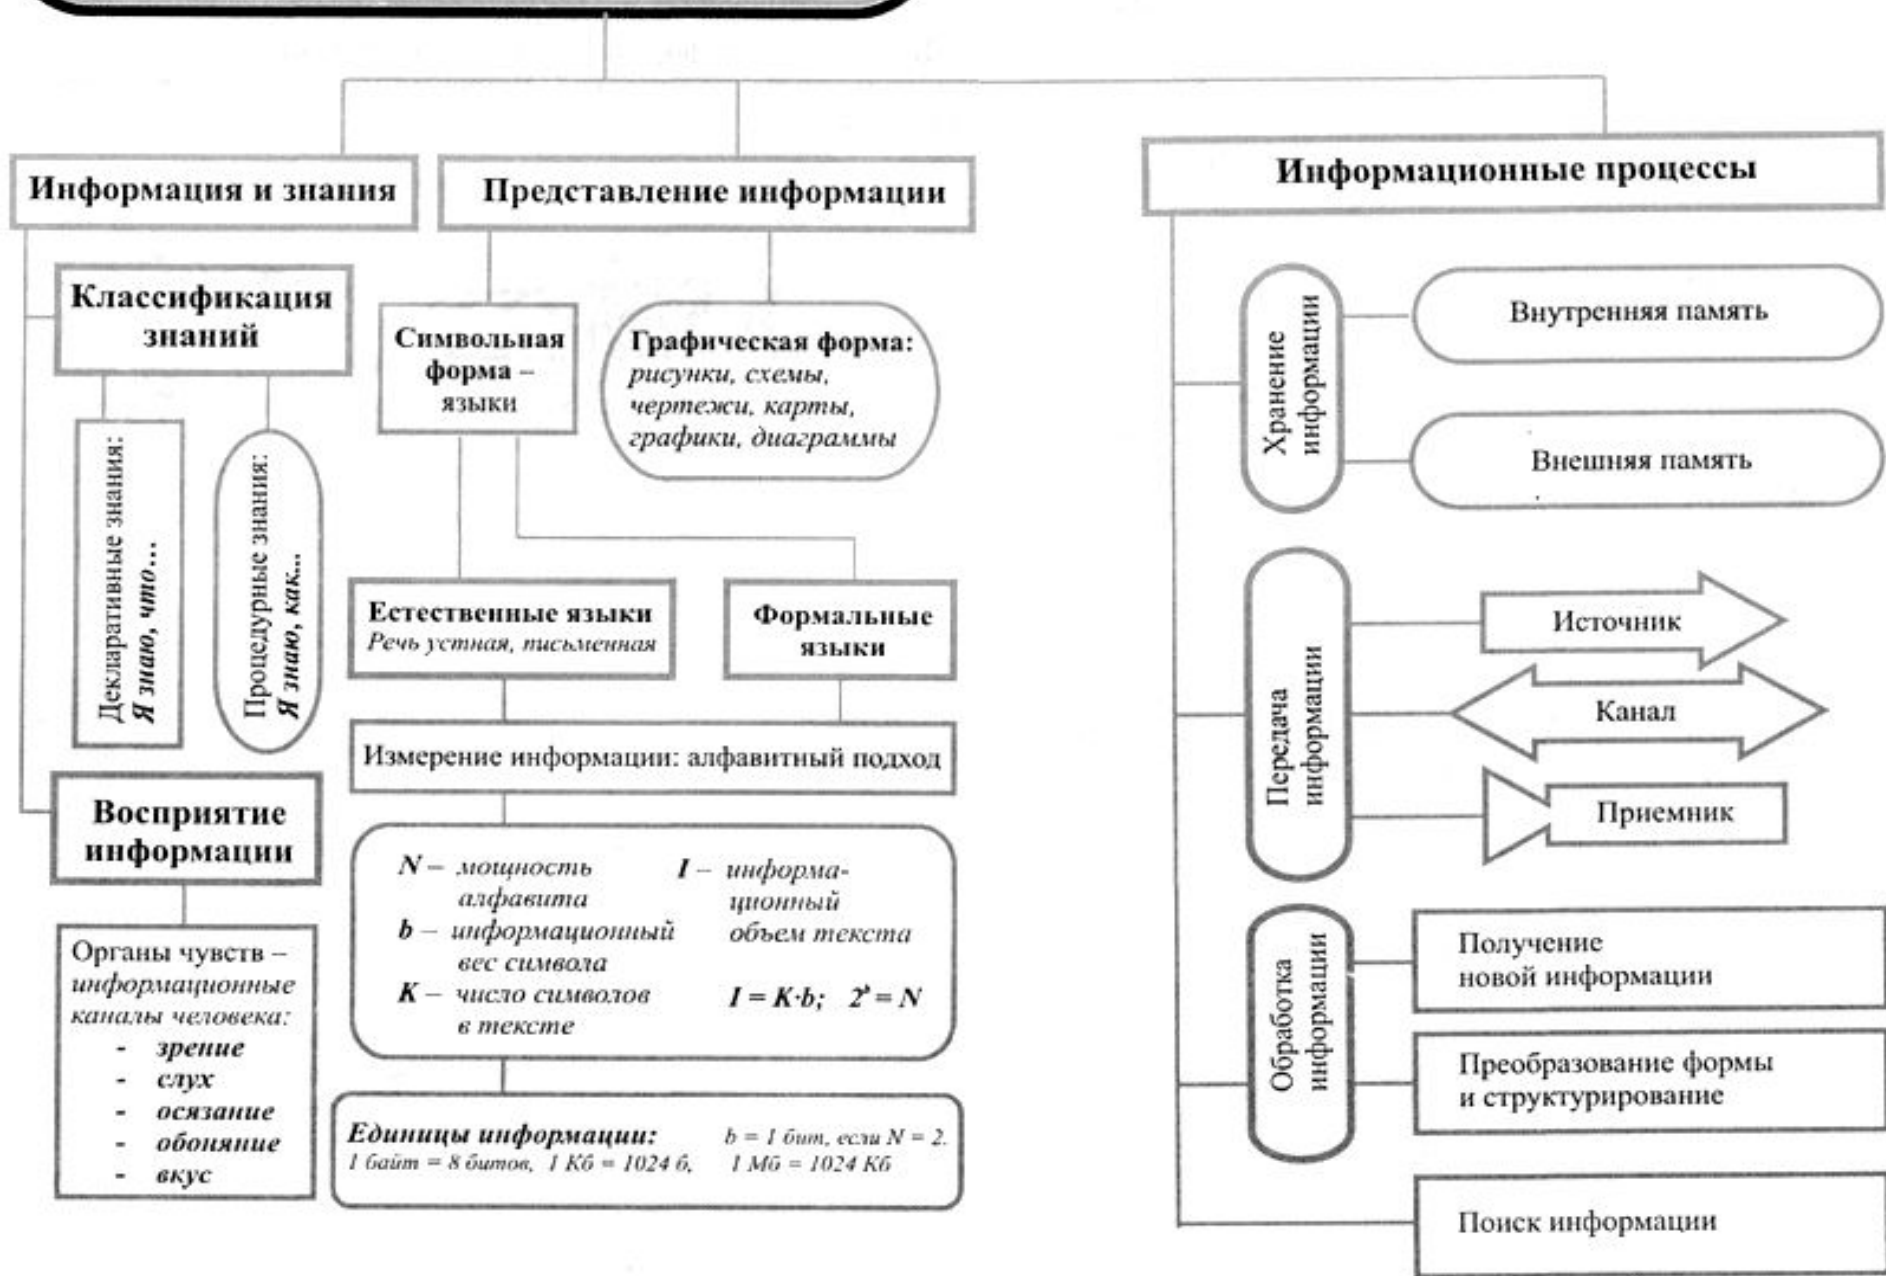 Информация и знания
Классификация
знаний
Декларативные знания:
Я знаю, что...
Процедурные знания:
Я знаю, как...
Восприятие
информации
Органы чувств –
информационные
каналы человека:
- зрение
- слух
- осязание
- обоняние
- вкус
Представление информации
Символьная
форма –
языки
Графическая форма:
рисунки, схемы,
чертежи, карты,
графики, диаграммы
Естественные языки
Речь устная, письменная
Формальные
языки
Измерение информации: алфавитный подход
N – мощность
алфавита
b – информационный
вес символа
K – число символов
в тексте
I – информа-
ционный
объем текста
I = K·b; 2ᵇ = N
Единицы информации: b = 1 бит, если N = 2.
1 байт = 8 битов, 1 Кб = 1024 б, 1 Мб = 1024 Кб
Информационные процессы
Хранение
информации
Внутренняя память
Внешняя память
Передача
информации
Источник
Канал
Приемник
Обработка
информации
Получение
новой информации
Преобразование формы
и структурирование
Поиск информации